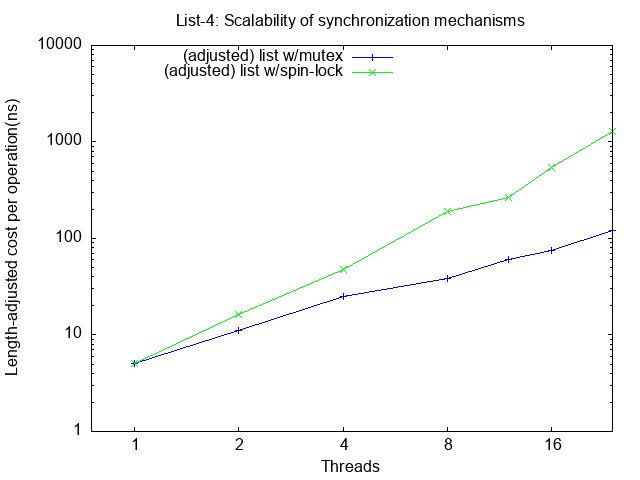 List-4: Scalability of synchronization mechanisms
10000
1000
100
10
1
Length-adjusted cost per operation(ns)
(adjusted) list w/mutex
(adjusted) list w/spin-lock
1 2 4 8 16
Threads